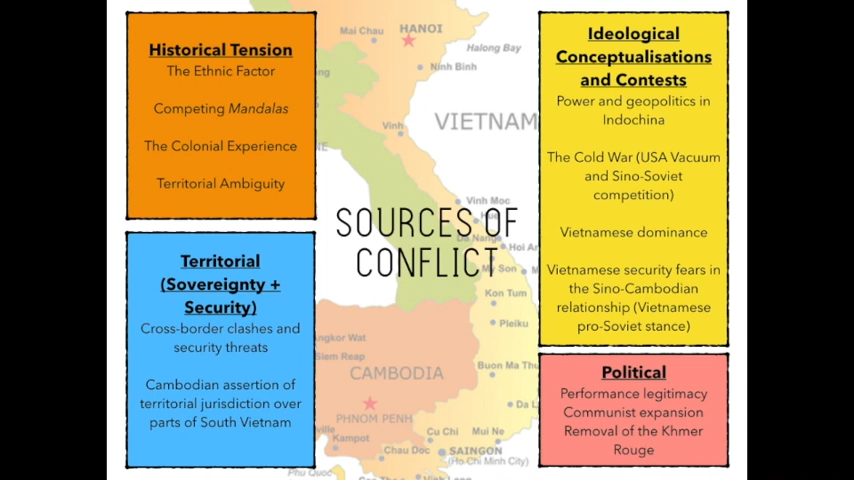 Historical Tension
The Ethnic Factor
Competing Mandalas
The Colonial Experience
Territorial Ambiguity
Territorial
(Sovereignty +
Security)
Cross-border clashes and
security threats
Cambodian assertion of
territorial jurisdiction over
parts of South Vietnam
SOURCES OF
CONFLICT
Ideological
Conceptualisations
and Contests
Power and geopolitics in
Indochina
The Cold War (USA Vacuum
and Sino-Soviet
competition)
Vietnamese dominance
Vietnamese security fears in
the Sino-Cambodian
relationship (Vietnamese
pro-Soviet stance)
Political
Performance legitimacy
Communist expansion
Removal of the Khmer
Rouge
Mai Chau
HANOI
Halong Bay
Ninh Binh
Vinh
VIETNAM
Vinh Moc
Hue
Da Nang
Hoi An
My Son
Kon Tum
Pleiku
Angkor Wat
Siem Reap
CAMBODIA
Buon Ma Thu
PHNOM PENH
Da L
Mui Ne
Cu Chi
SAINGON
(Ho Chi Minh City)
ville
Kampot
Chau Doc
Phu Quoc